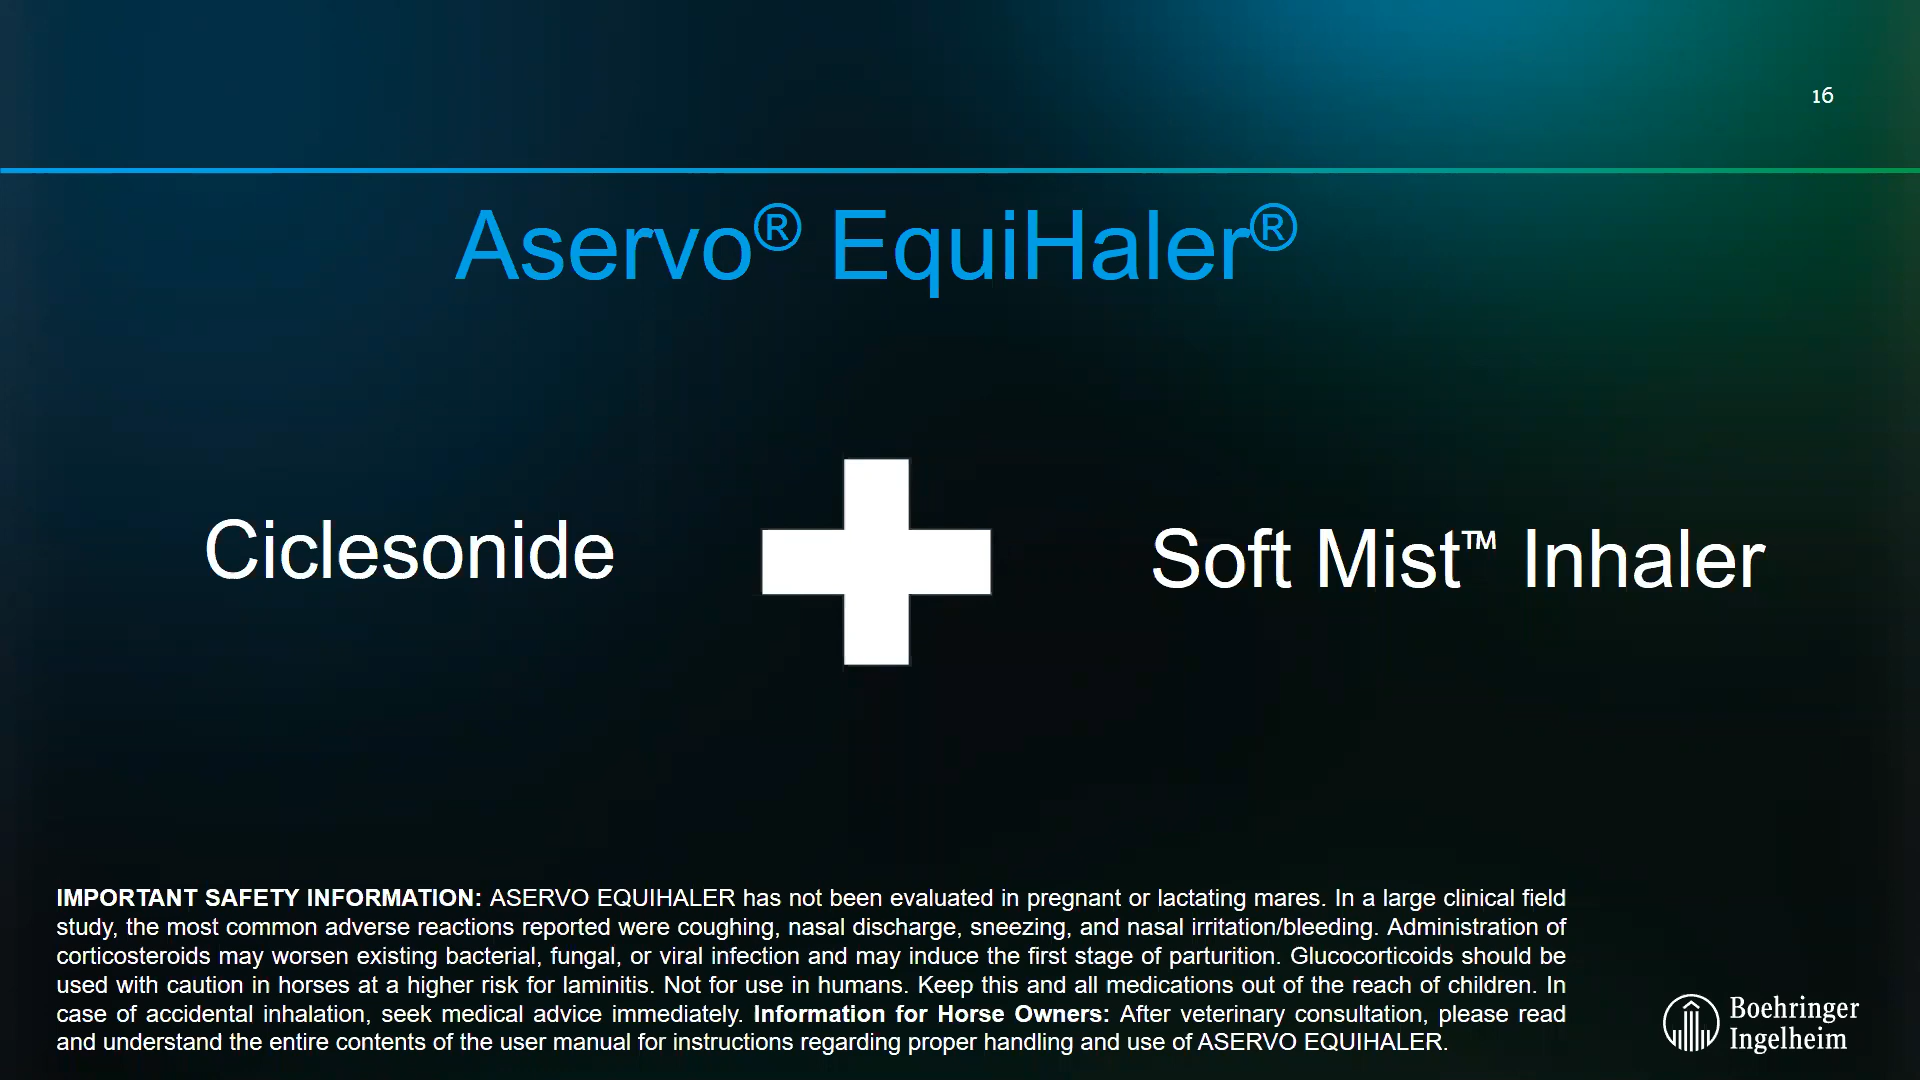 16
Aservo® EquiHaler®
Ciclesonide
Soft Mist™ Inhaler
IMPORTANT SAFETY INFORMATION: ASERVO EQUIHALER has not been evaluated in pregnant or lactating mares. In a large clinical field
study, the most common adverse reactions reported were coughing, nasal discharge, sneezing, and nasal irritation/bleeding. Administration of
corticosteroids may worsen existing bacterial, fungal, or viral infection and may induce the first stage of parturition. Glucocorticoids should be
used with caution in horses at a higher risk for laminitis. Not for use in humans. Keep this and all medications out of the reach of children. In
case of accidental inhalation, seek medical advice immediately. Information for Horse Owners: After veterinary consultation, please read
and understand the entire contents of the user manual for instructions regarding proper handling and use of ASERVO EQUIHALER.
Boehringer
Ingelheim